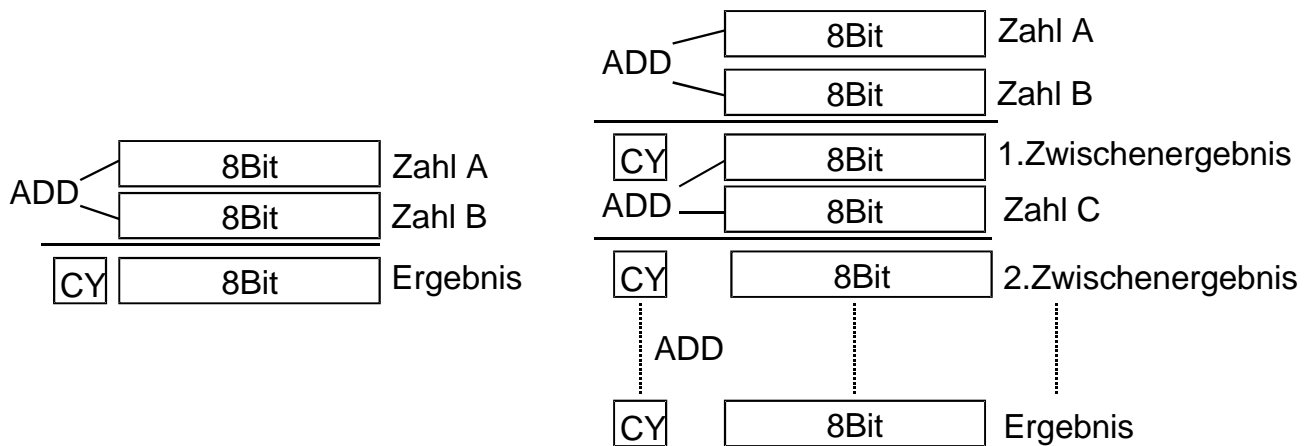 8Bit Zahl A
ADD
8Bit Zahl B
CY 8Bit Ergebnis
8Bit Zahl A
ADD
8Bit Zahl B
CY 8Bit 1.Zwischenergebnis
ADD 8Bit Zahl C
CY 8Bit 2.Zwischenergebnis
ADD
CY 8Bit Ergebnis